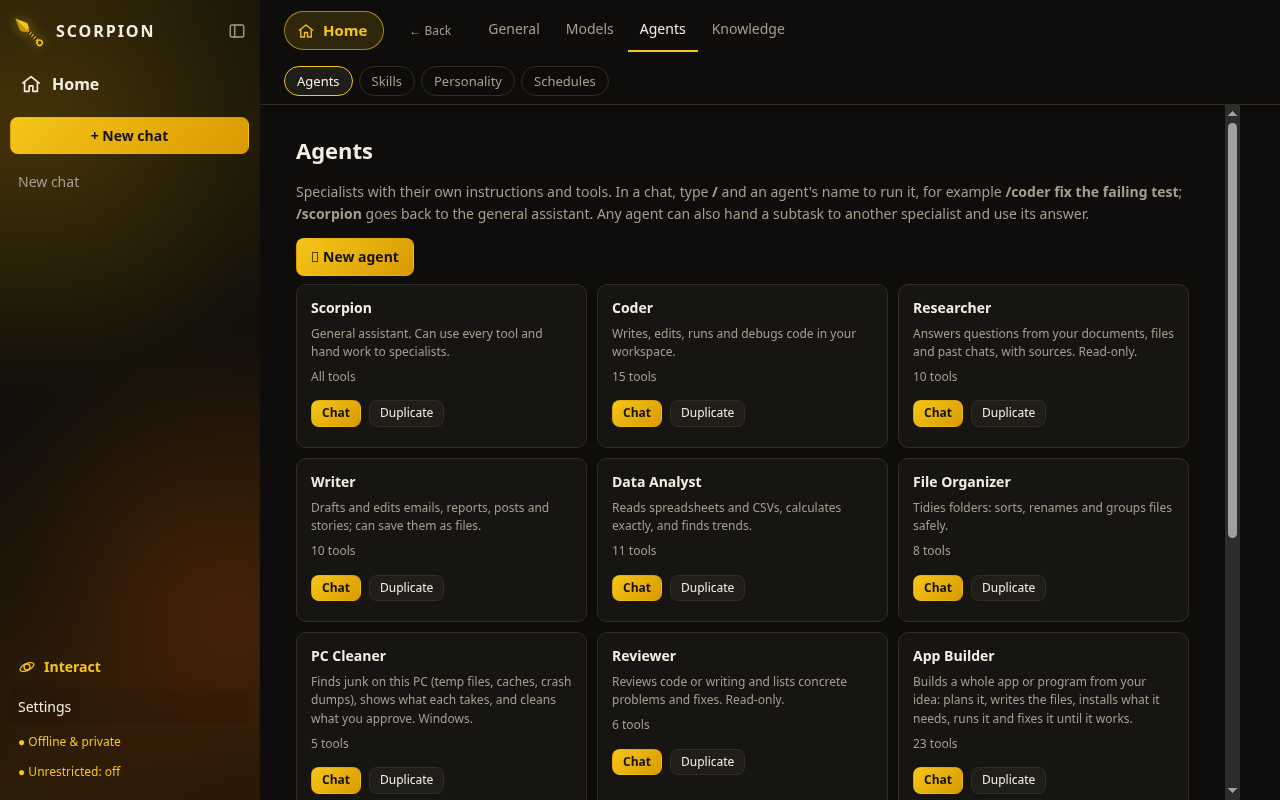 SCORPION
Home
+ New chat
New chat
Interact
Settings
● Offline & private
● Unrestricted: off
Home
← Back
General
Models
Agents
Knowledge
Agents
Skills
Personality
Schedules
Agents
Specialists with their own instructions and tools. In a chat, type / and an agent's name to run it, for example /coder fix the failing test;
/scorpion goes back to the general assistant. Any agent can also hand a subtask to another specialist and use its answer.
New agent
Scorpion
General assistant. Can use every tool and
hand work to specialists.
All tools
Chat
Duplicate
Coder
Writes, edits, runs and debugs code in your
workspace.
15 tools
Chat
Duplicate
Researcher
Answers questions from your documents, files
and past chats, with sources. Read-only.
10 tools
Chat
Duplicate
Writer
Drafts and edits emails, reports, posts and
stories; can save them as files.
10 tools
Chat
Duplicate
Data Analyst
Reads spreadsheets and CSVs, calculates
exactly, and finds trends.
11 tools
Chat
Duplicate
File Organizer
Tidies folders: sorts, renames and groups files
safely.
8 tools
Chat
Duplicate
PC Cleaner
Finds junk on this PC (temp files, caches, crash
dumps), shows what each takes, and cleans
what you approve. Windows.
5 tools
Chat
Duplicate
Reviewer
Reviews code or writing and lists concrete
problems and fixes. Read-only.
6 tools
Chat
Duplicate
App Builder
Builds a whole app or program from your
idea: plans it, writes the files, installs what it
needs, runs it and fixes it until it works.
23 tools
Chat
Duplicate